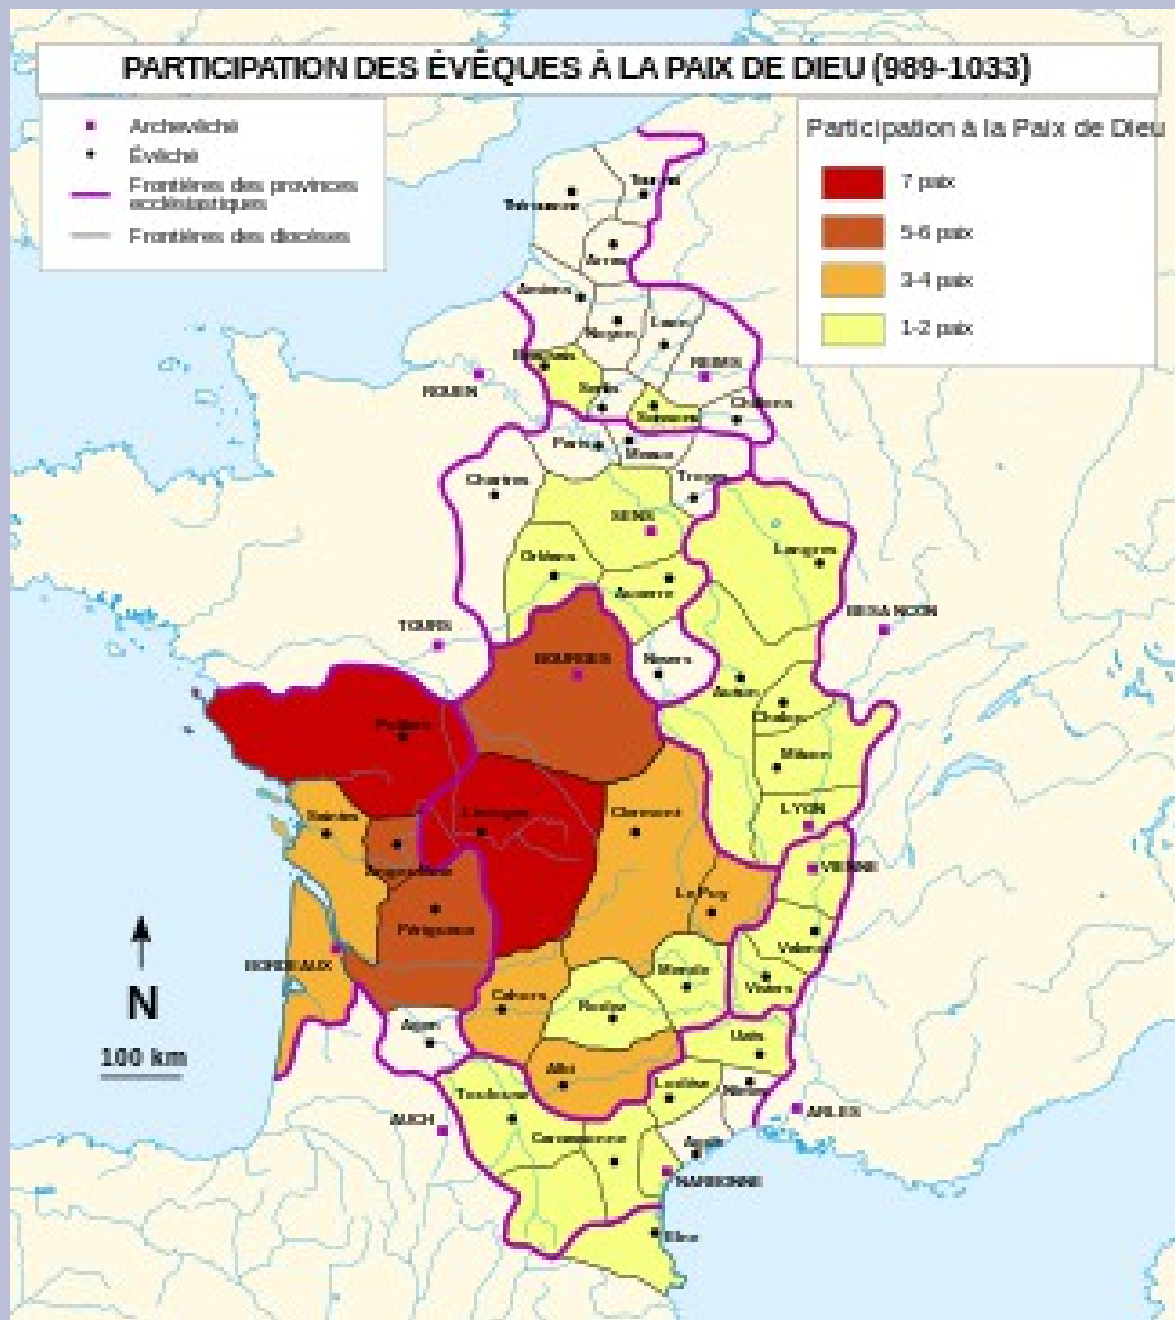 PARTICIPATION DES ÉVÊQUES À LA PAIX DE DIEU (989-1033)
Archevêché
Évêché
Frontières des provinces
ecclésiastiques
Frontières des diocèses
Participation à la Paix de Dieu
7 paix
5-6 paix
3-4 paix
1-2 paix
Tournai
Thérouanne
Arras
Amiens
Noyon
Laon
Beauvais
REIMS
ROUEN
Senlis
Soissons
Châlons
Paris
Meaux
Chartres
Troyes
SENS
Orléans
Langres
Auxerre
BESANÇON
TOURS
BOURGES
Nevers
Autun
Chalon
Poitiers
Mâcon
Saintes
Limoges
Clermont
LYON
Angoulême
VIENNE
Le Puy
Périgueux
Valence
BORDEAUX
Mende
Viviers
Cahors
Rodez
N
Agen
Uzès
100 km
Albi
Lodève
Nîmes
Toulouse
ARLES
AUCH
Carcassonne
Agde
NARBONNE
Elne